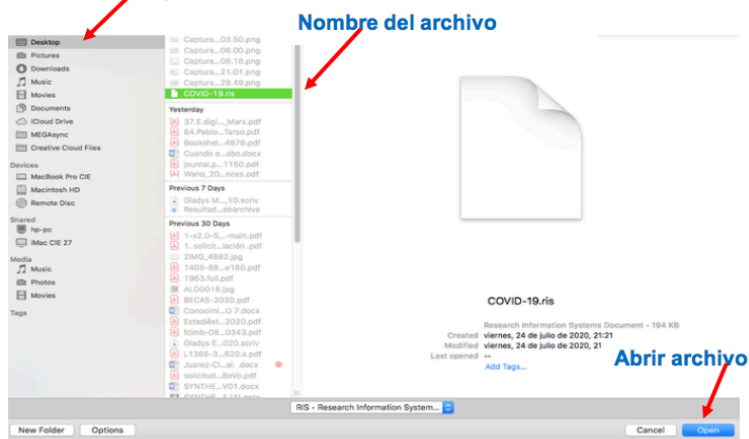 Nombre del archivo
Desktop
Pictures
Downloads
Music
Movies
Documents
iCloud Drive
MEGAsync
Creative Cloud Files
Devices
MacBook Pro CIE
Macintosh HD
Remote Disc
Shared
hp-pc
iMac CIE 27
Media
Music
Photos
Movies
Tags
Captura...03.50.png
Captura...06.00.png
Captura...08.18.png
Captura...21.01.png
Captura...29.49.png
COVID-19.ris
Yesterday
37.E.digi..._Marx.pdf
64.Pablo...Tarso.pdf
Bookshel...4876.pdf
Cuando e...abo.docx
journal.p...1150.pdf
Wang_20...nces.pdf
Previous 7 Days
Gladys M...,10.scriv
Resultad...ebarchive
Previous 30 Days
1-s2.0-S...-main.pdf
1. solicit...lación .pdf
2IMG_4882.jpg
1405-88...e160.pdf
1963.full.pdf
ALD0018.jpg
BECAS-2020.pdf
Conocimi...O 7.docx
Estadíst...2020.pdf
fcimb-08...0343.pdf
Gladys E...020.scriv
j.1365-3...620.x.pdf
Juarez-Ci...al. .docx
solicitud...BoVo.pdf
SYNTHE...V01.docx
COVID-19.ris
Research Information Systems Document - 194 KB
Created viernes, 24 de julio de 2020, 21:21
Modified viernes, 24 de julio de 2020, 21
Last opened --
Add Tags...
Abrir archivo
RIS - Research Information System...
New Folder
Options
Cancel
Open